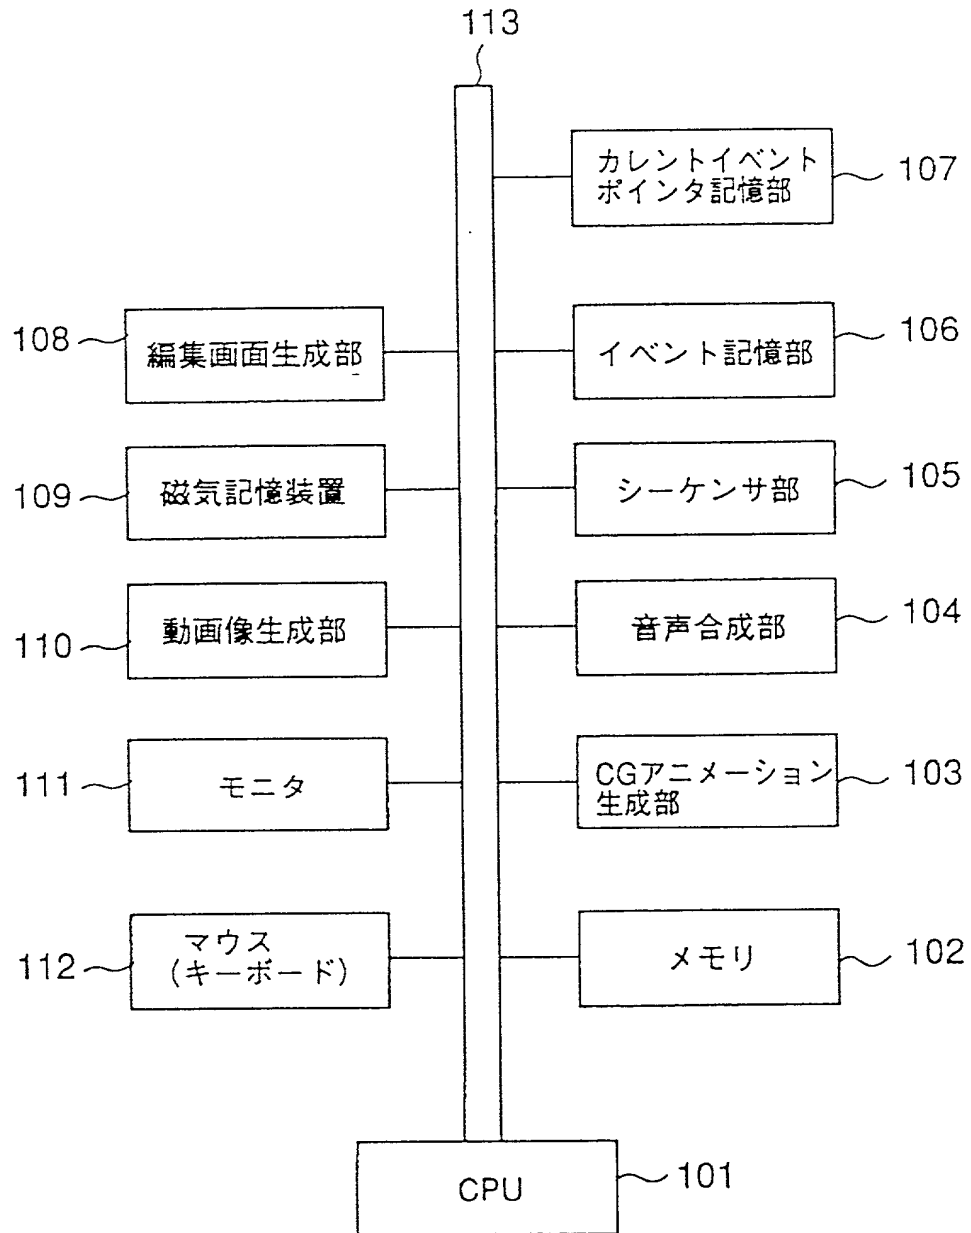 113
カレントイベント
ポインタ記憶部
107
108
編集画面生成部
イベント記憶部
106
109
磁気記憶装置
シーケンサ部
105
110
動画像生成部
音声合成部
104
111
モニタ
CGアニメーション
生成部
103
112
マウス
(キーボード)
メモリ
102
CPU
101